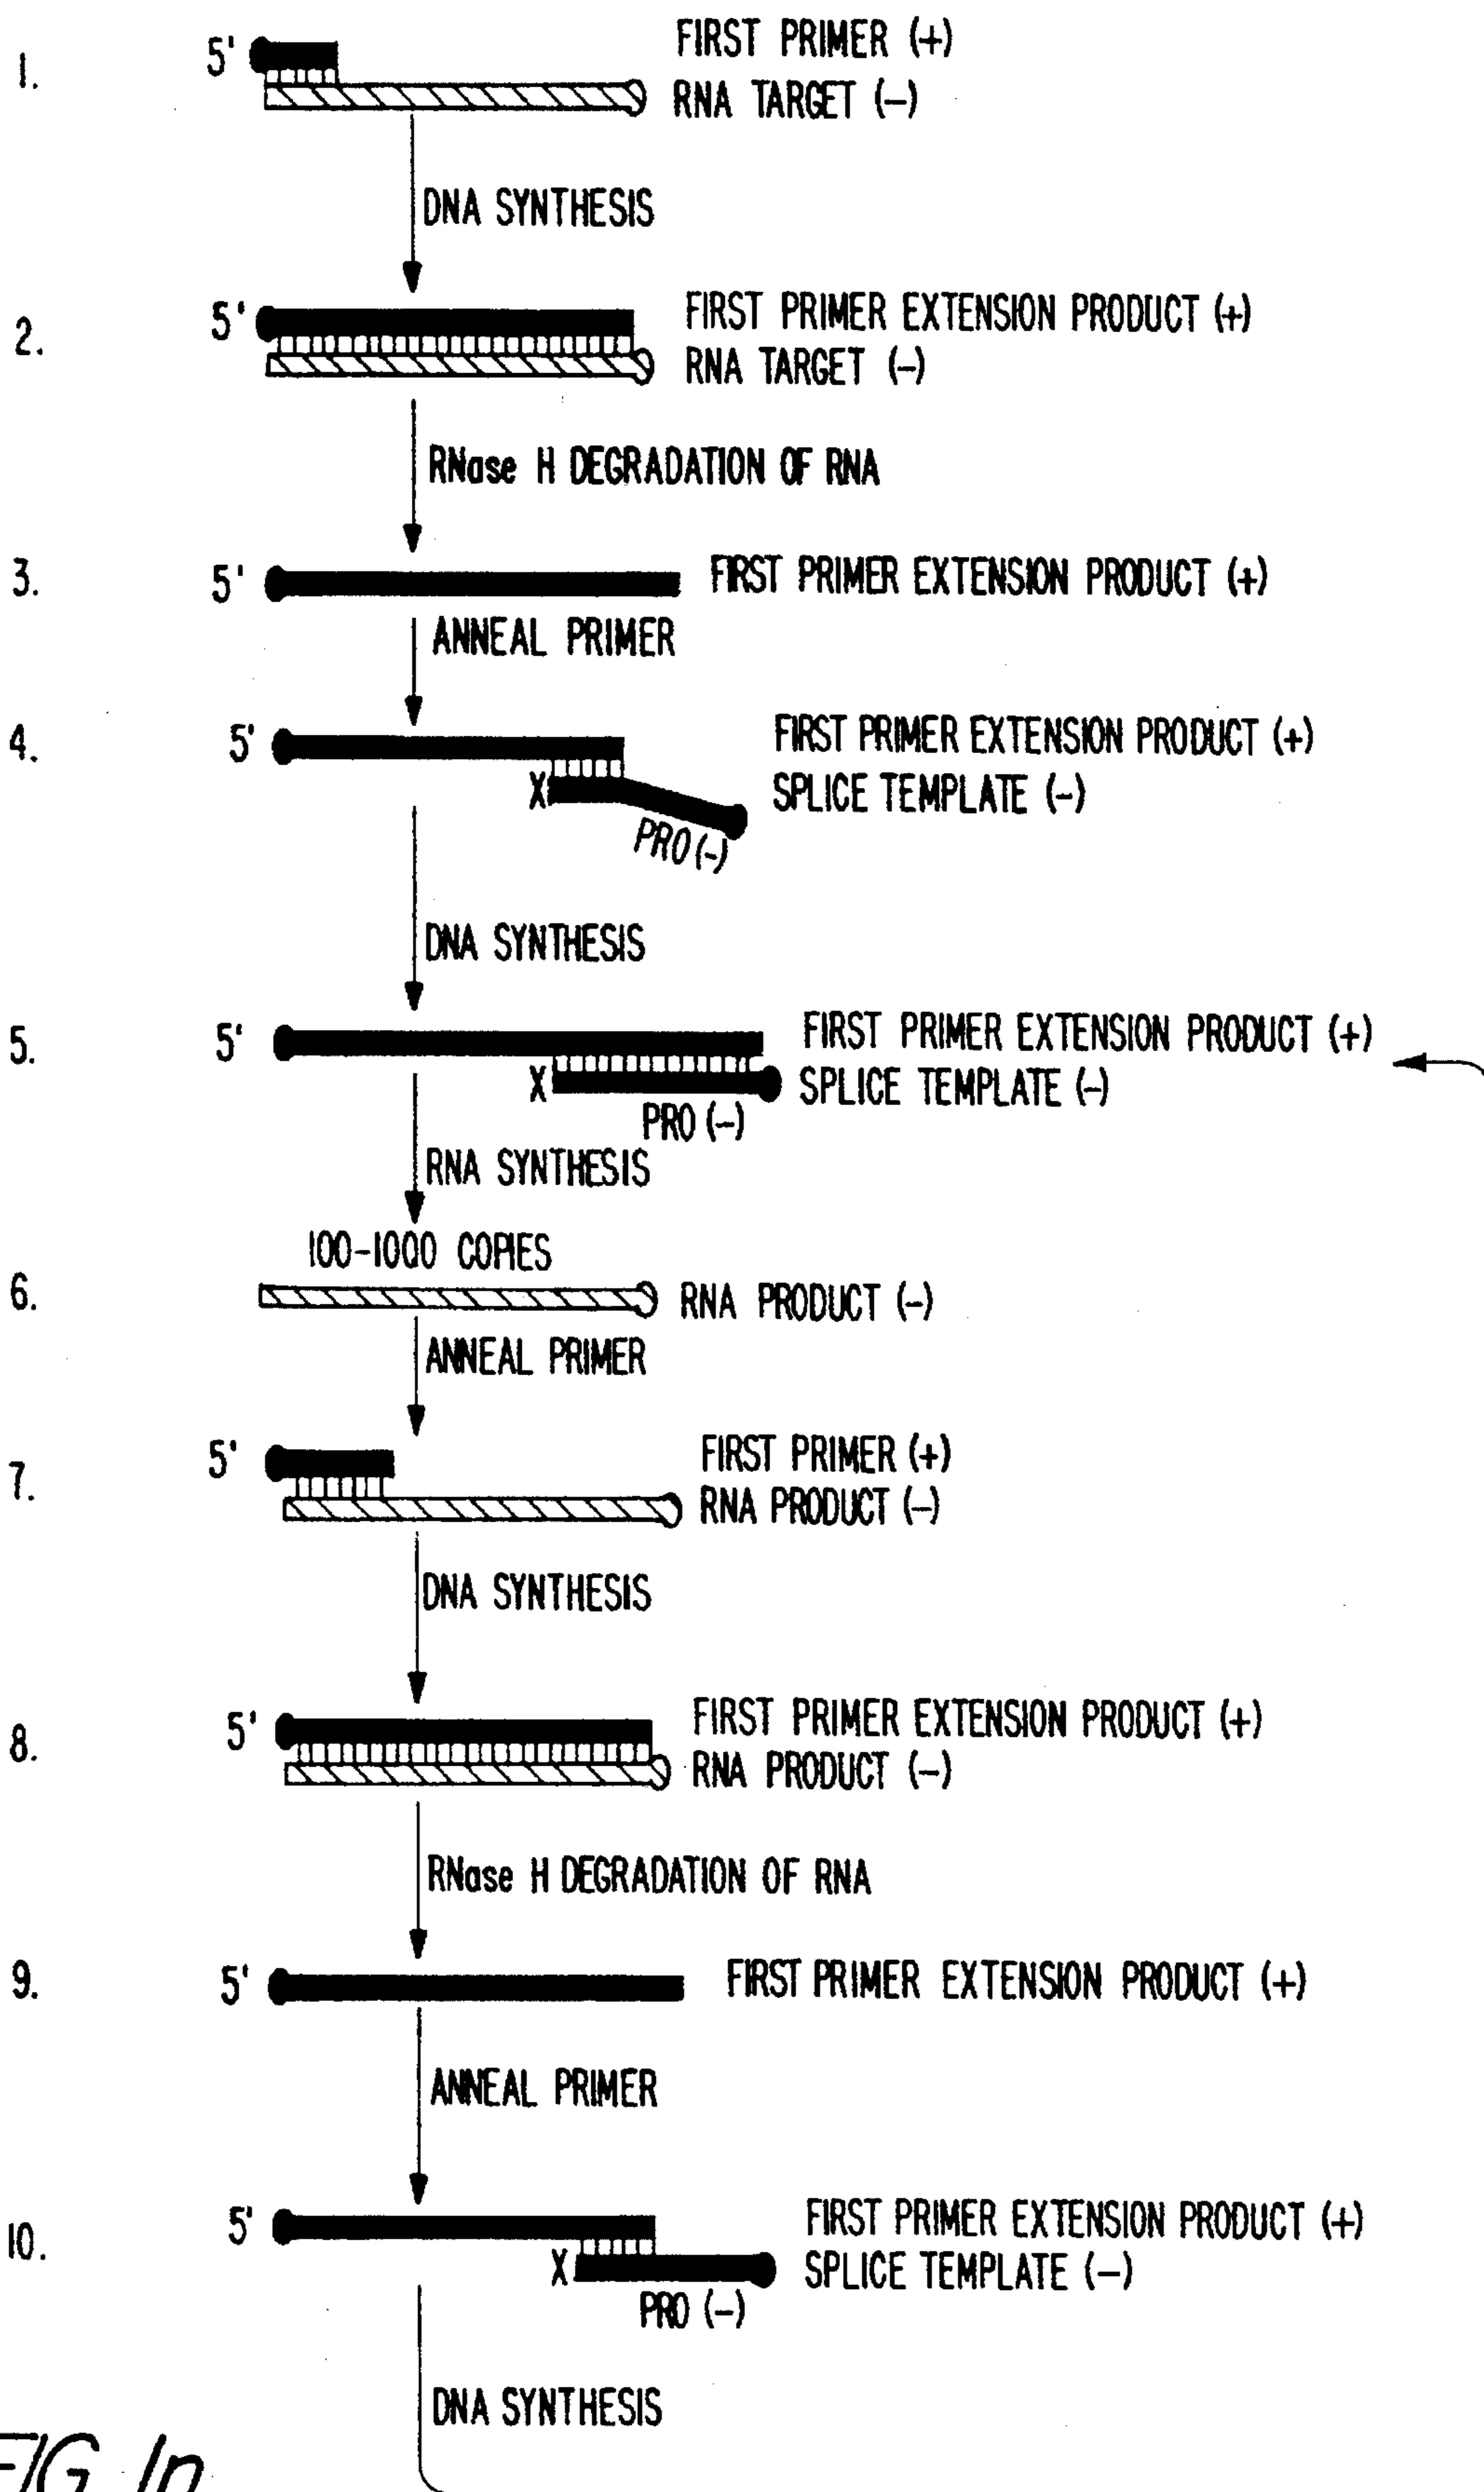 1.
5'
FIRST PRIMER (+)
RNA TARGET (-)
DNA SYNTHESIS
2.
5'
FIRST PRIMER EXTENSION PRODUCT (+)
RNA TARGET (-)
RNase H DEGRADATION OF RNA
3.
5'
FIRST PRIMER EXTENSION PRODUCT (+)
ANNEAL PRIMER
4.
5'
FIRST PRIMER EXTENSION PRODUCT (+)
X
SPLICE TEMPLATE (-)
PRO (-)
DNA SYNTHESIS
5.
5'
FIRST PRIMER EXTENSION PRODUCT (+)
X
SPLICE TEMPLATE (-)
PRO (-)
RNA SYNTHESIS
100-1000 COPIES
6.
RNA PRODUCT (-)
ANNEAL PRIMER
7.
5'
FIRST PRIMER (+)
RNA PRODUCT (-)
DNA SYNTHESIS
8.
5'
FIRST PRIMER EXTENSION PRODUCT (+)
RNA PRODUCT (-)
RNase H DEGRADATION OF RNA
9.
5'
FIRST PRIMER EXTENSION PRODUCT (+)
ANNEAL PRIMER
10.
5'
FIRST PRIMER EXTENSION PRODUCT (+)
X
SPLICE TEMPLATE (-)
PRO (-)
DNA SYNTHESIS